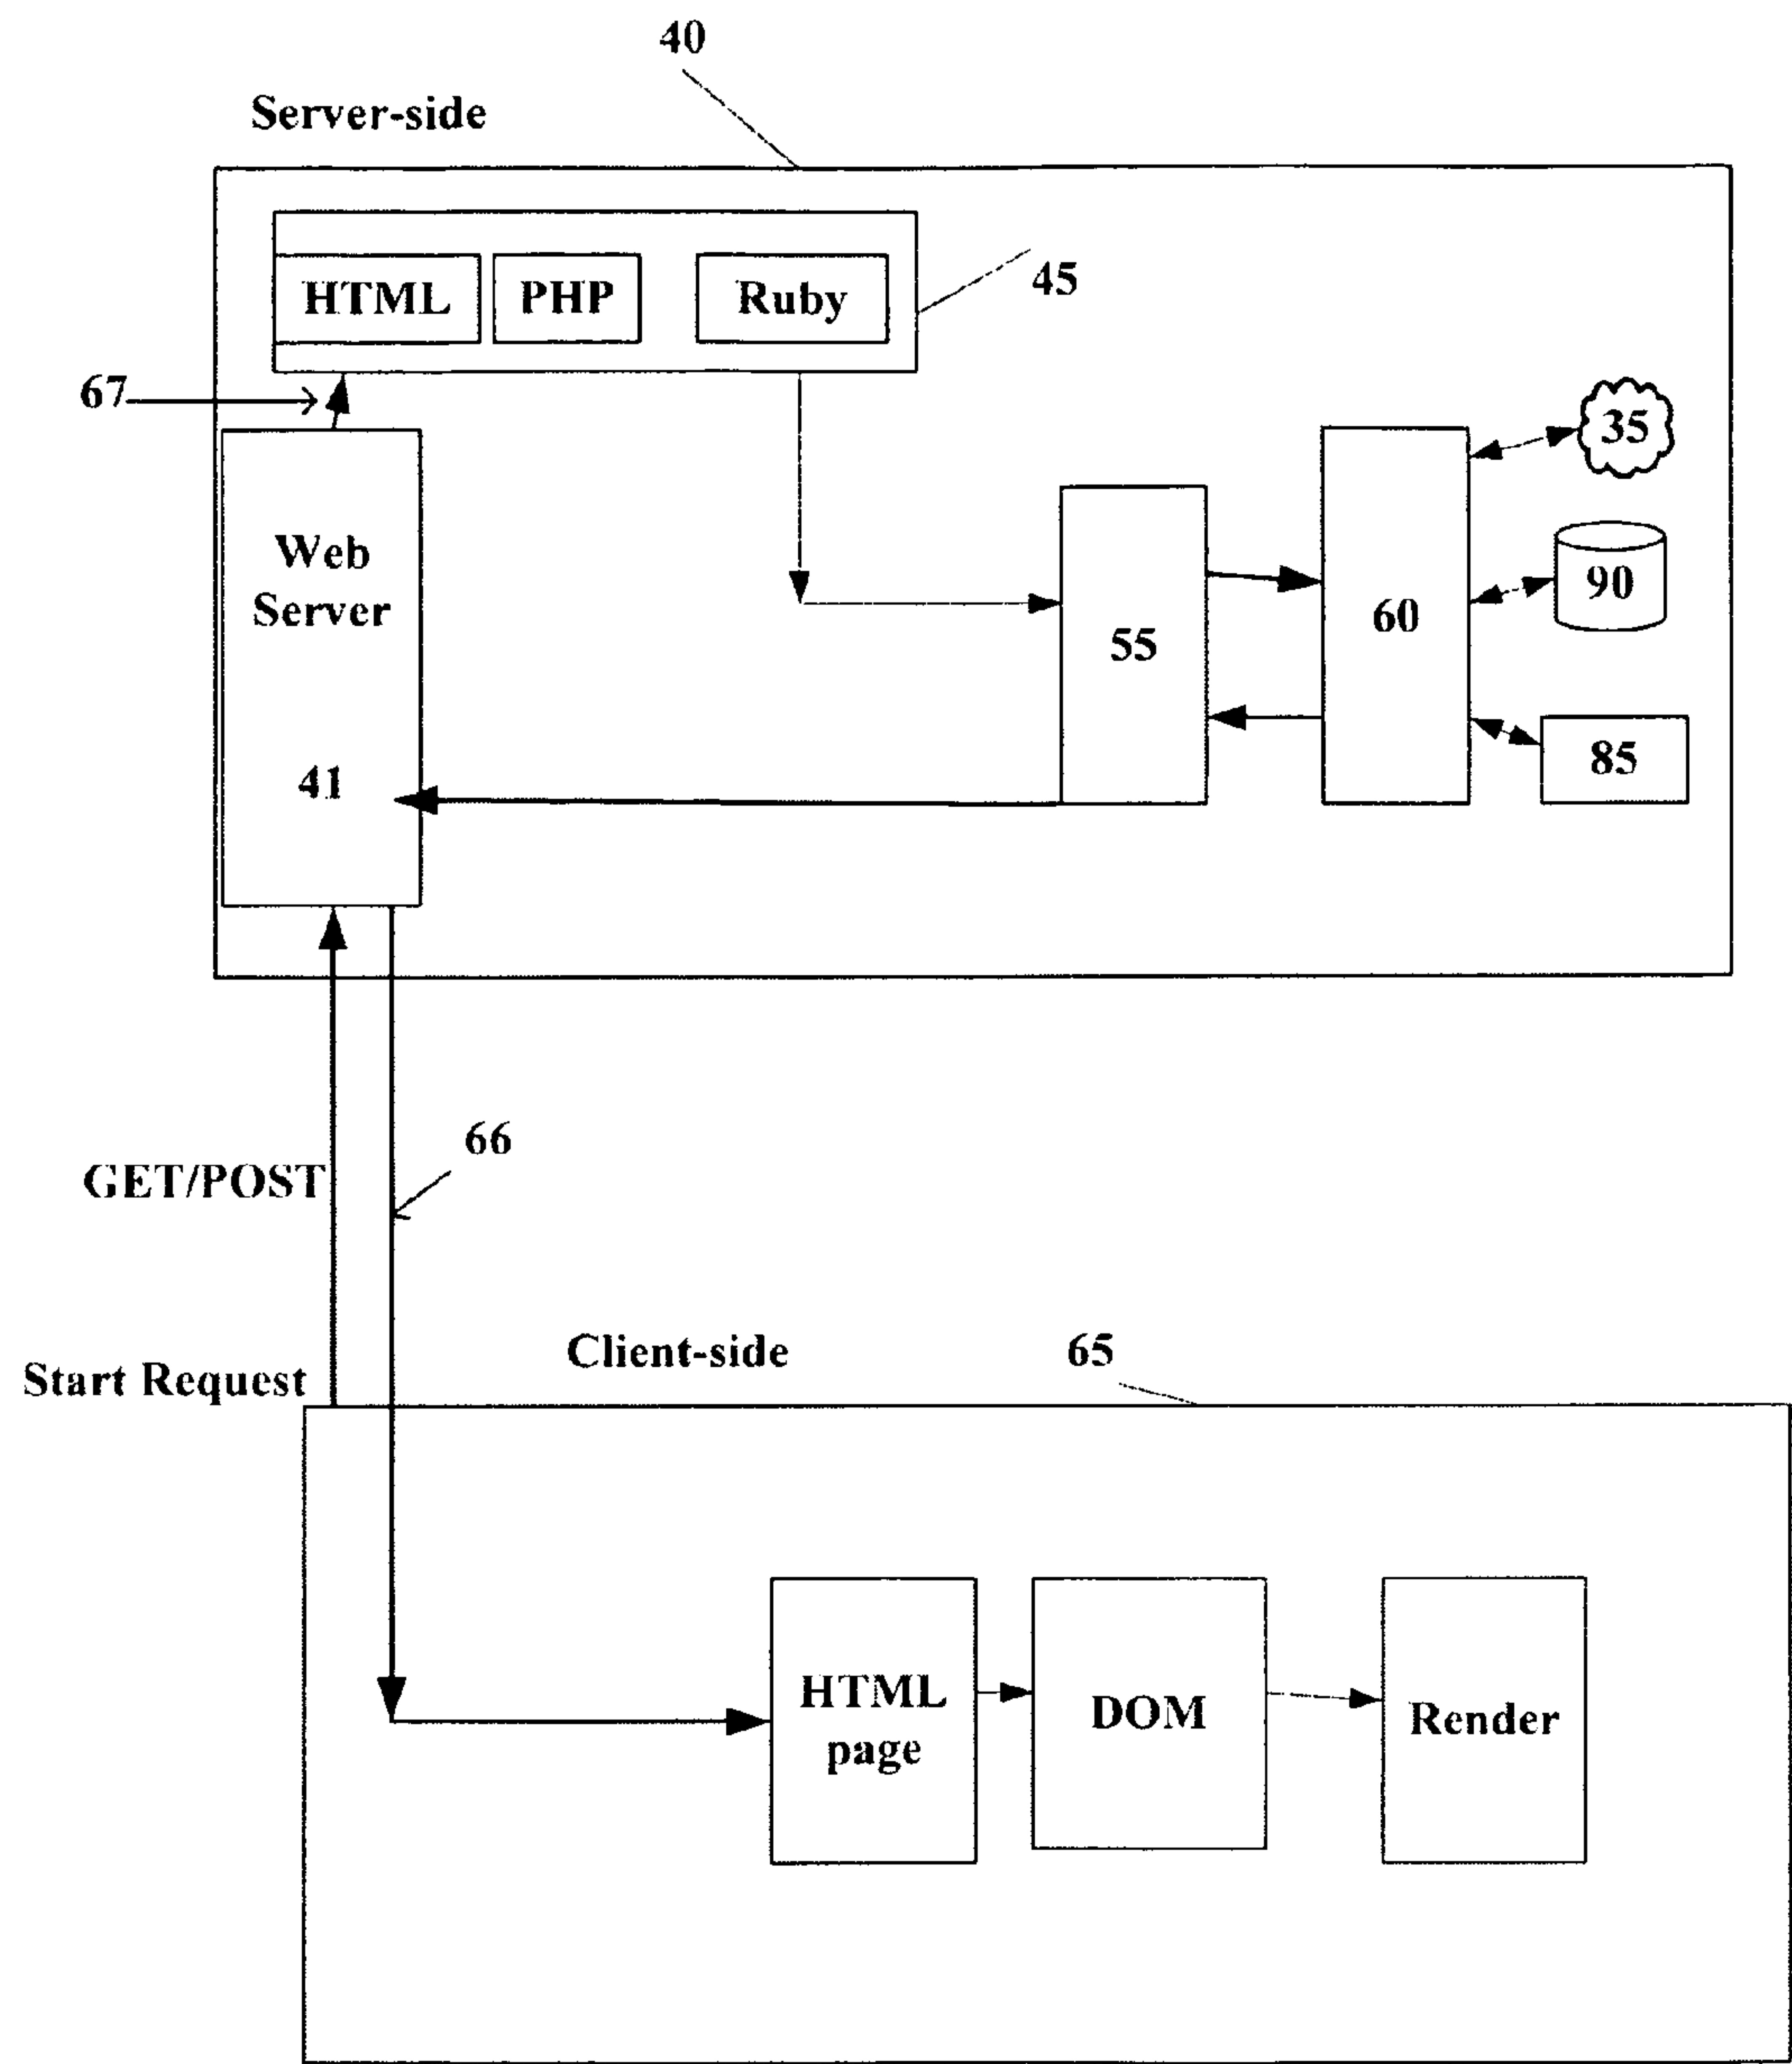 40
Server-side
HTML
PHP
Ruby
45
67
35
Web
Server
90
60
55
85
41
66
GET/POST
Client-side
65
Start Request
HTML
page
DOM
Render